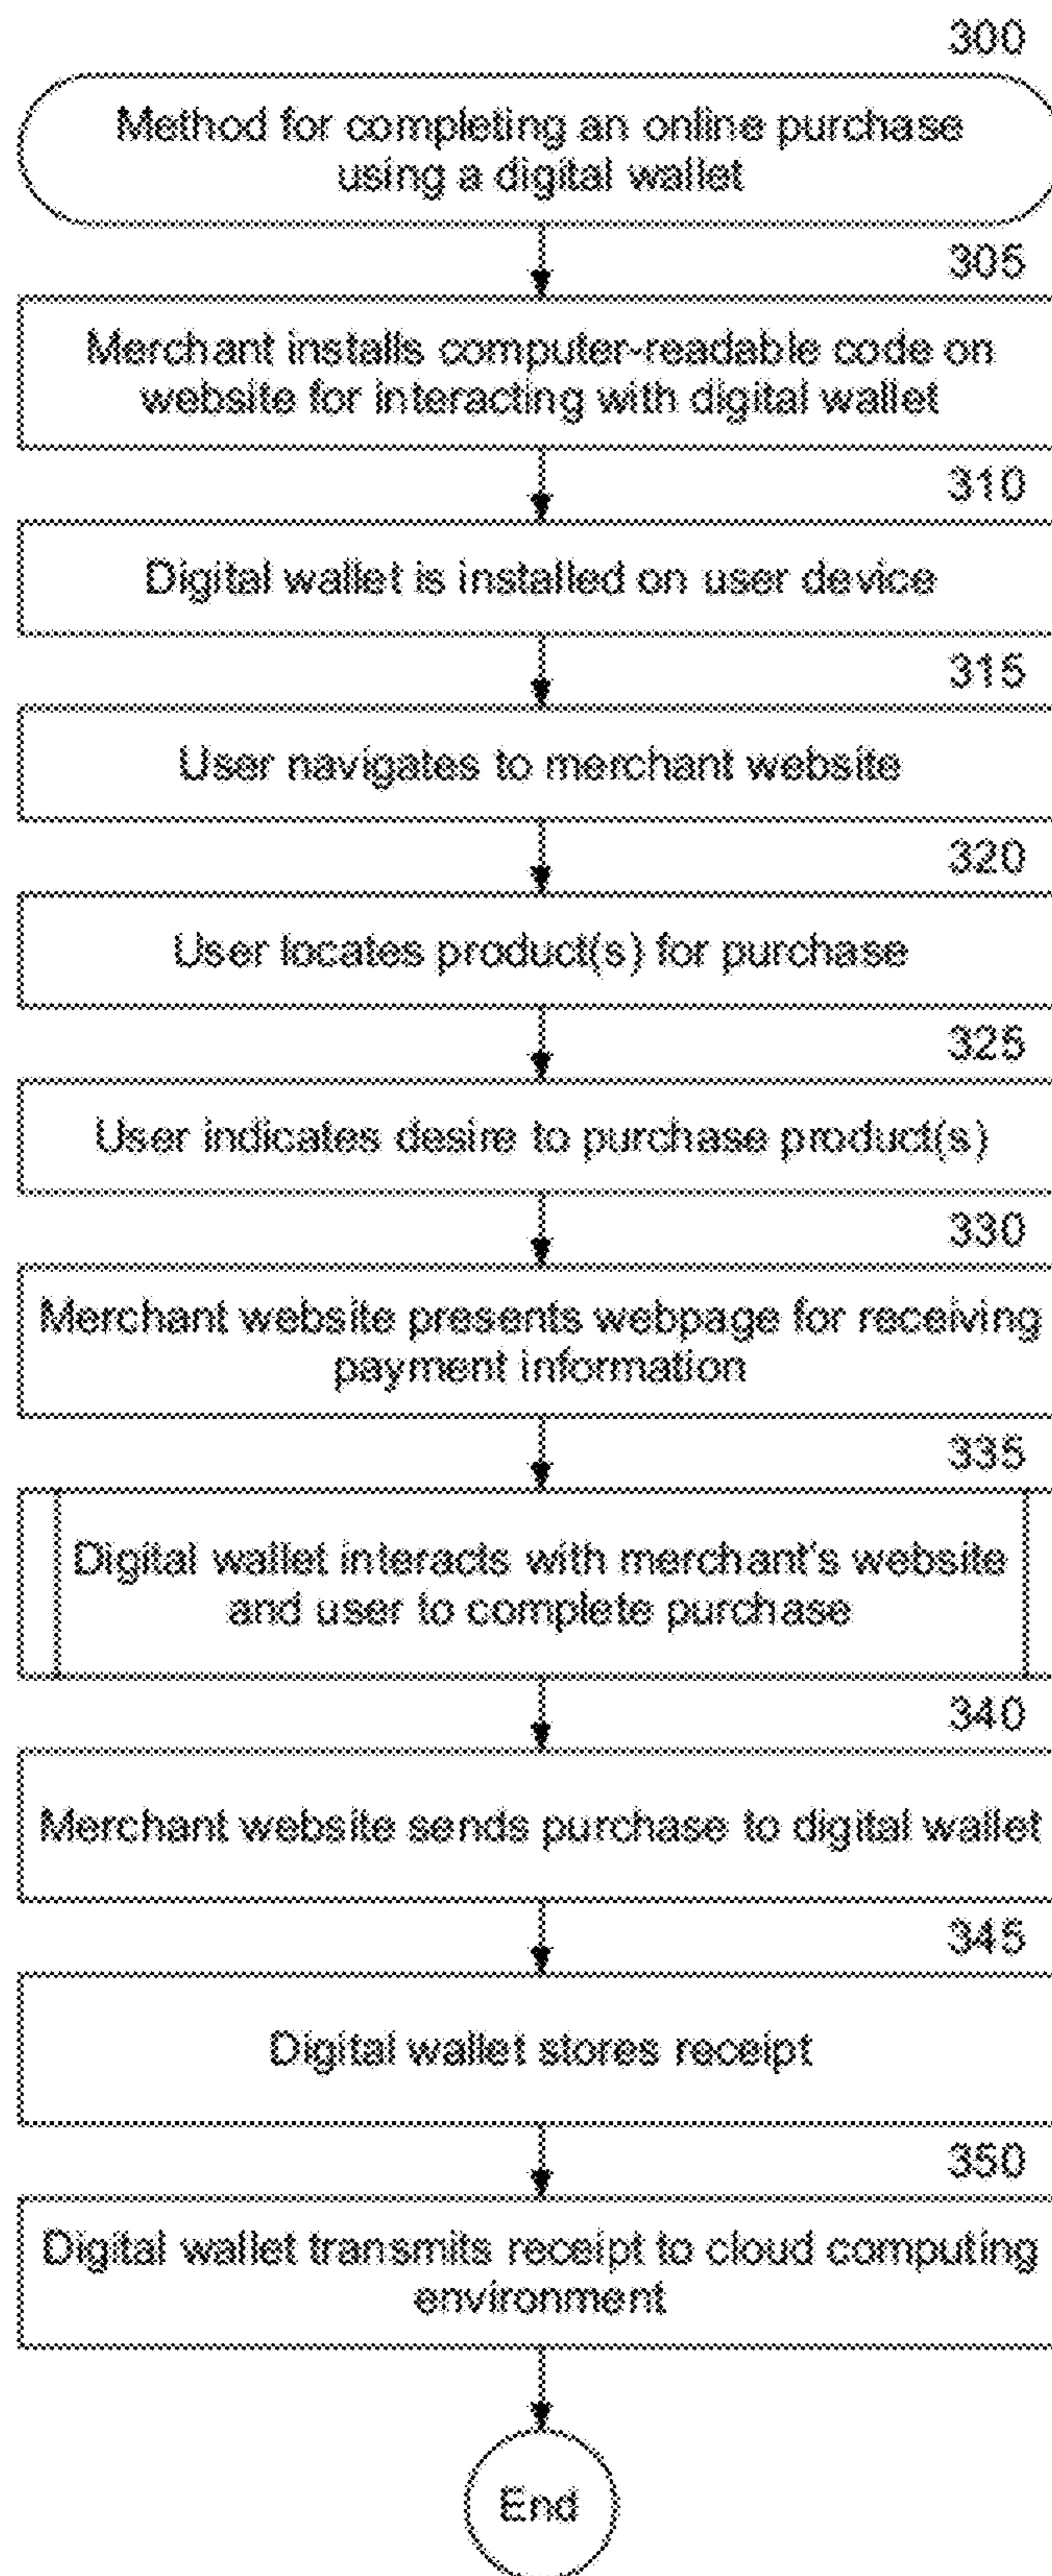 300
Method for completing an online purchase
using a digital wallet
305
Merchant installs computer-readable code on
website for interacting with digital wallet
310
Digital wallet is installed on user device
315
User navigates to merchant website
320
User locates product(s) for purchase
325
User indicates desire to purchase product(s)
330
Merchant website presents webpage for receiving
payment information
335
Digital wallet interacts with merchant's website
and user to complete purchase
340
Merchant website sends purchase to digital wallet
345
Digital wallet stores receipt
350
Digital wallet transmits receipt to cloud computing
environment
End